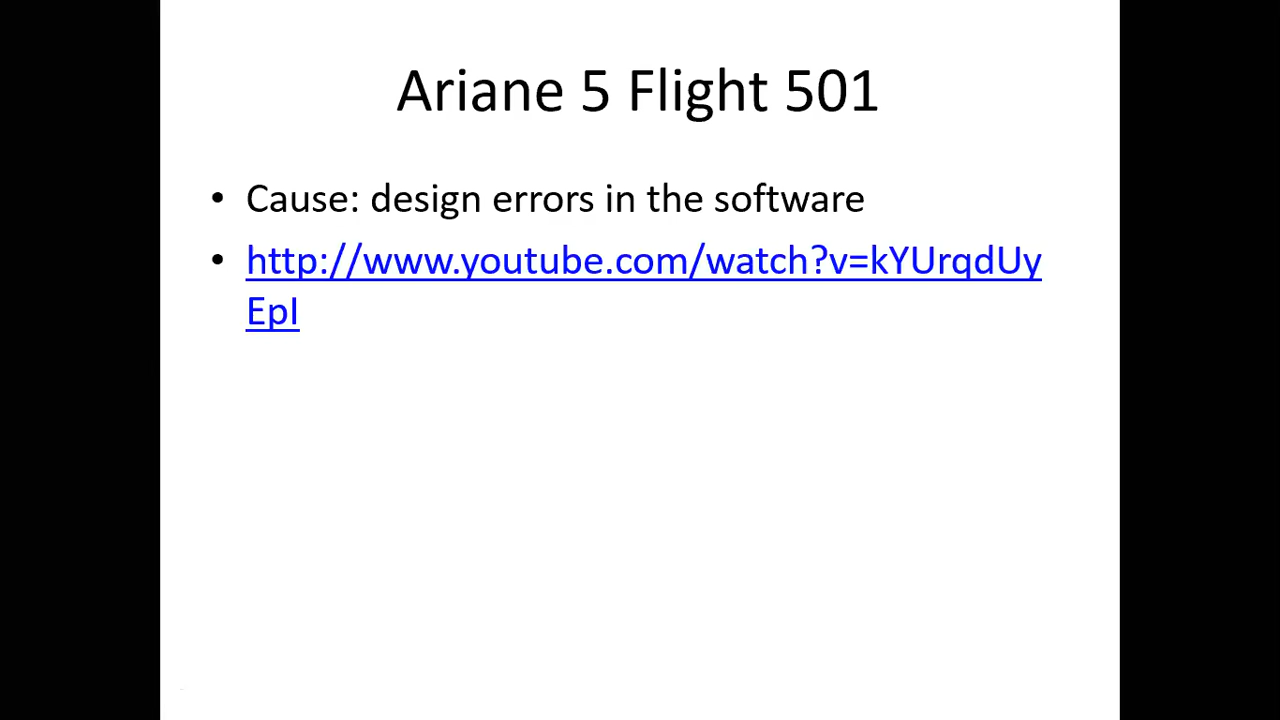 Ariane 5 Flight 501
• Cause: design errors in the software
• http://www.youtube.com/watch?v=kYUrqdUy
EpI